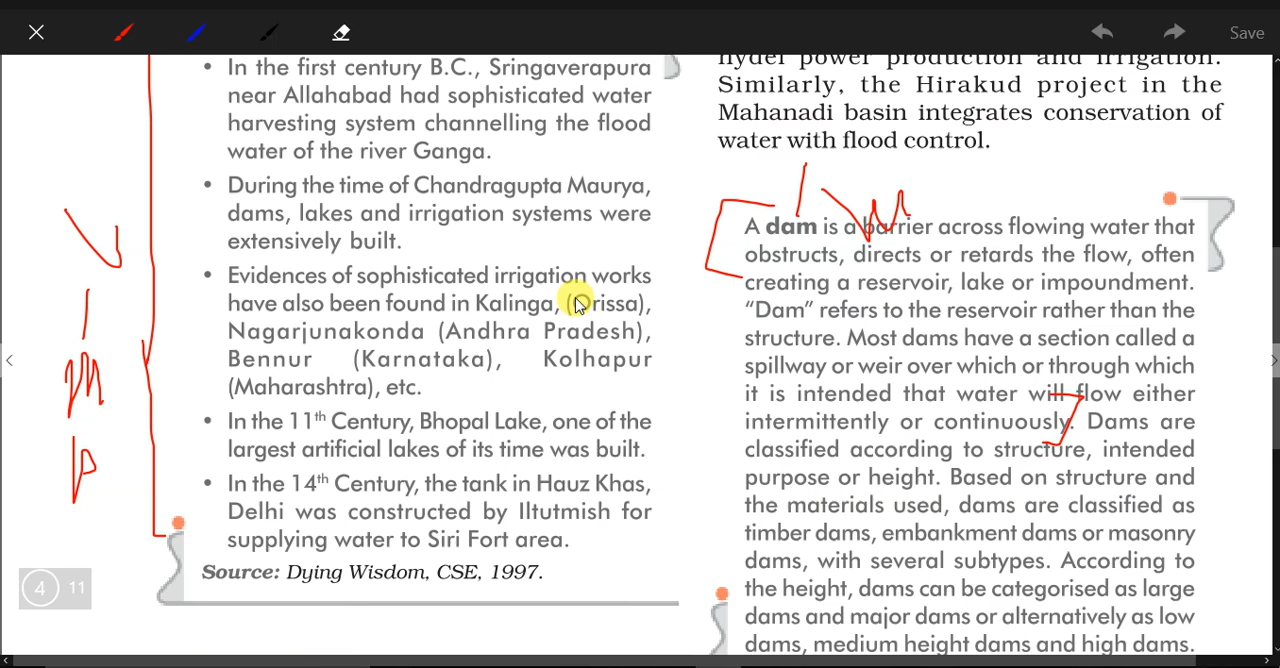 Save
• In the first century B.C., Sringaverapura
near Allahabad had sophisticated water
harvesting system channelling the flood
water of the river Ganga.
• During the time of Chandragupta Maurya,
dams, lakes and irrigation systems were
extensively built.
• Evidences of sophisticated irrigation works
have also been found in Kalinga, (Orissa),
Nagarjunakonda (Andhra Pradesh),
Bennur (Karnataka), Kolhapur
(Maharashtra), etc.
• In the 11th Century, Bhopal Lake, one of the
largest artificial lakes of its time was built.
• In the 14th Century, the tank in Hauz Khas,
Delhi was constructed by Iltutmish for
supplying water to Siri Fort area.
Source: Dying Wisdom, CSE, 1997.
V
I
m
p
4 11
hydel power production and irrigation.
Similarly, the Hirakud project in the
Mahanadi basin integrates conservation of
water with flood control.
A dam is a barrier across flowing water that
obstructs, directs or retards the flow, often
creating a reservoir, lake or impoundment.
“Dam” refers to the reservoir rather than the
structure. Most dams have a section called a
spillway or weir over which or through which
it is intended that water will flow either
intermittently or continuously. Dams are
classified according to structure, intended
purpose or height. Based on structure and
the materials used, dams are classified as
timber dams, embankment dams or masonry
dams, with several subtypes. According to
the height, dams can be categorised as large
dams and major dams or alternatively as low
dams, medium height dams and high dams.